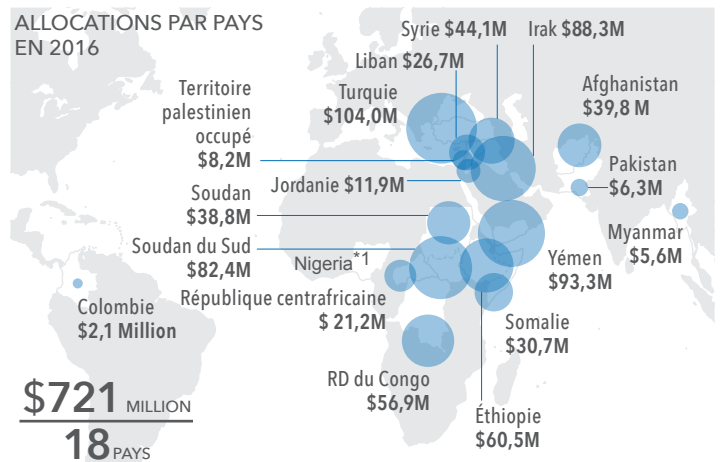 ALLOCATIONS PAR PAYS
EN 2016
Syrie $44,1M
Irak $88,3M
Liban $26,7M
Turquie
$104,0M
Afghanistan
$39,8 M
Territoire
palestinien
occupé
$8,2M
Pakistan
$6,3M
Jordanie $11,9M
Soudan
$38,8M
Myanmar
$5,6M
Soudan du Sud
$82,4M
Nigeria*1
Yémen
$93,3M
République centrafricaine
$ 21,2M
Colombie
$2,1 Million
Somalie
$30,7M
RD du Congo
$56,9M
Éthiopie
$60,5M
$721 MILLION
18 PAYS